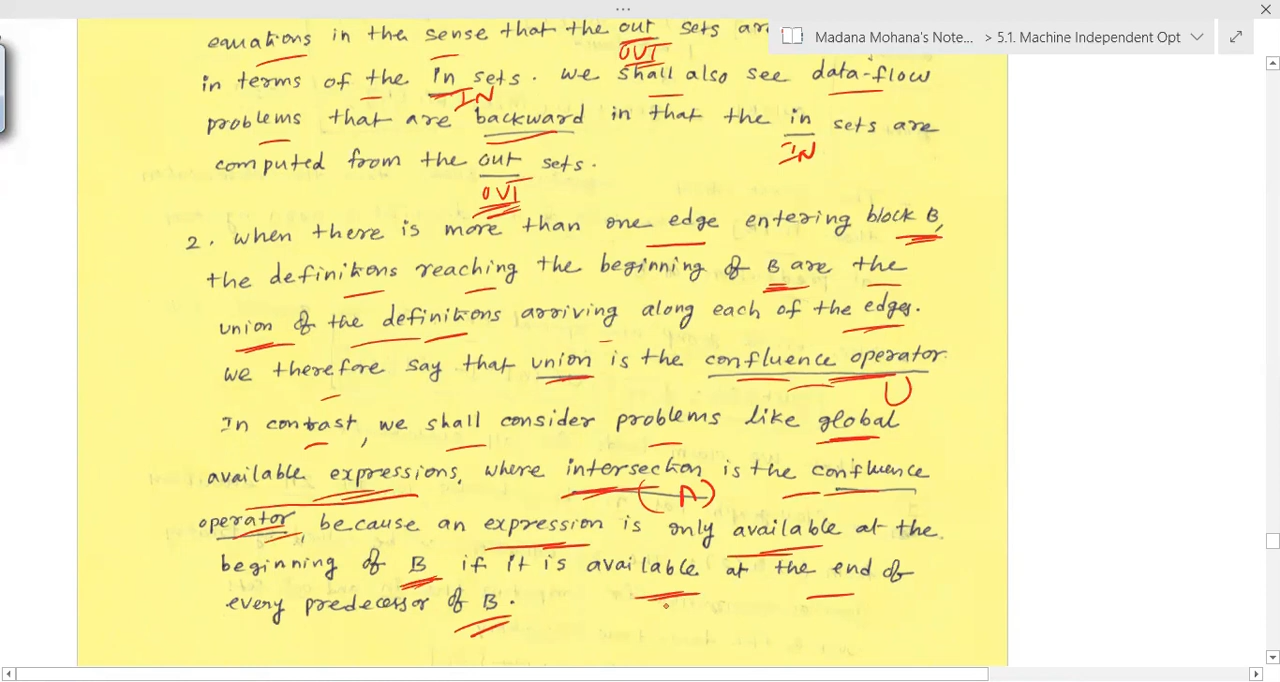 Madana Mohana's Note... > 5.1. Machine Independent Opt
equations in the sense that the out sets are
OUT
in terms of the in sets. We shall also see data-flow
IN
problems that are backward in that the in sets are
IN
computed from the out sets.
OUT
2. When there is more than one edge entering block B,
the definitions reaching the beginning of B are the
union of the definitions arriving along each of the edges.
We therefore say that union is the confluence operator.
U
In contrast, we shall consider problems like global
available expressions, where intersection is the confluence
(∩)
operator, because an expression is only available at the
beginning of B if it is available at the end of
every predecessor of B.